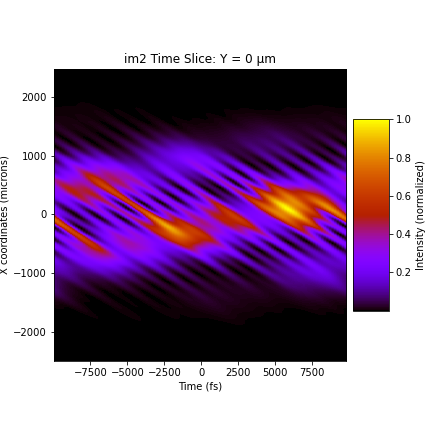 im2 Time Slice: Y = 0 μm
2000
1000
0
−1000
−2000
X coordinates (microns)
−7500 −5000 −2500 0 2500 5000 7500
Time (fs)
1.0
0.8
0.6
0.4
0.2
Intensity (normalized)